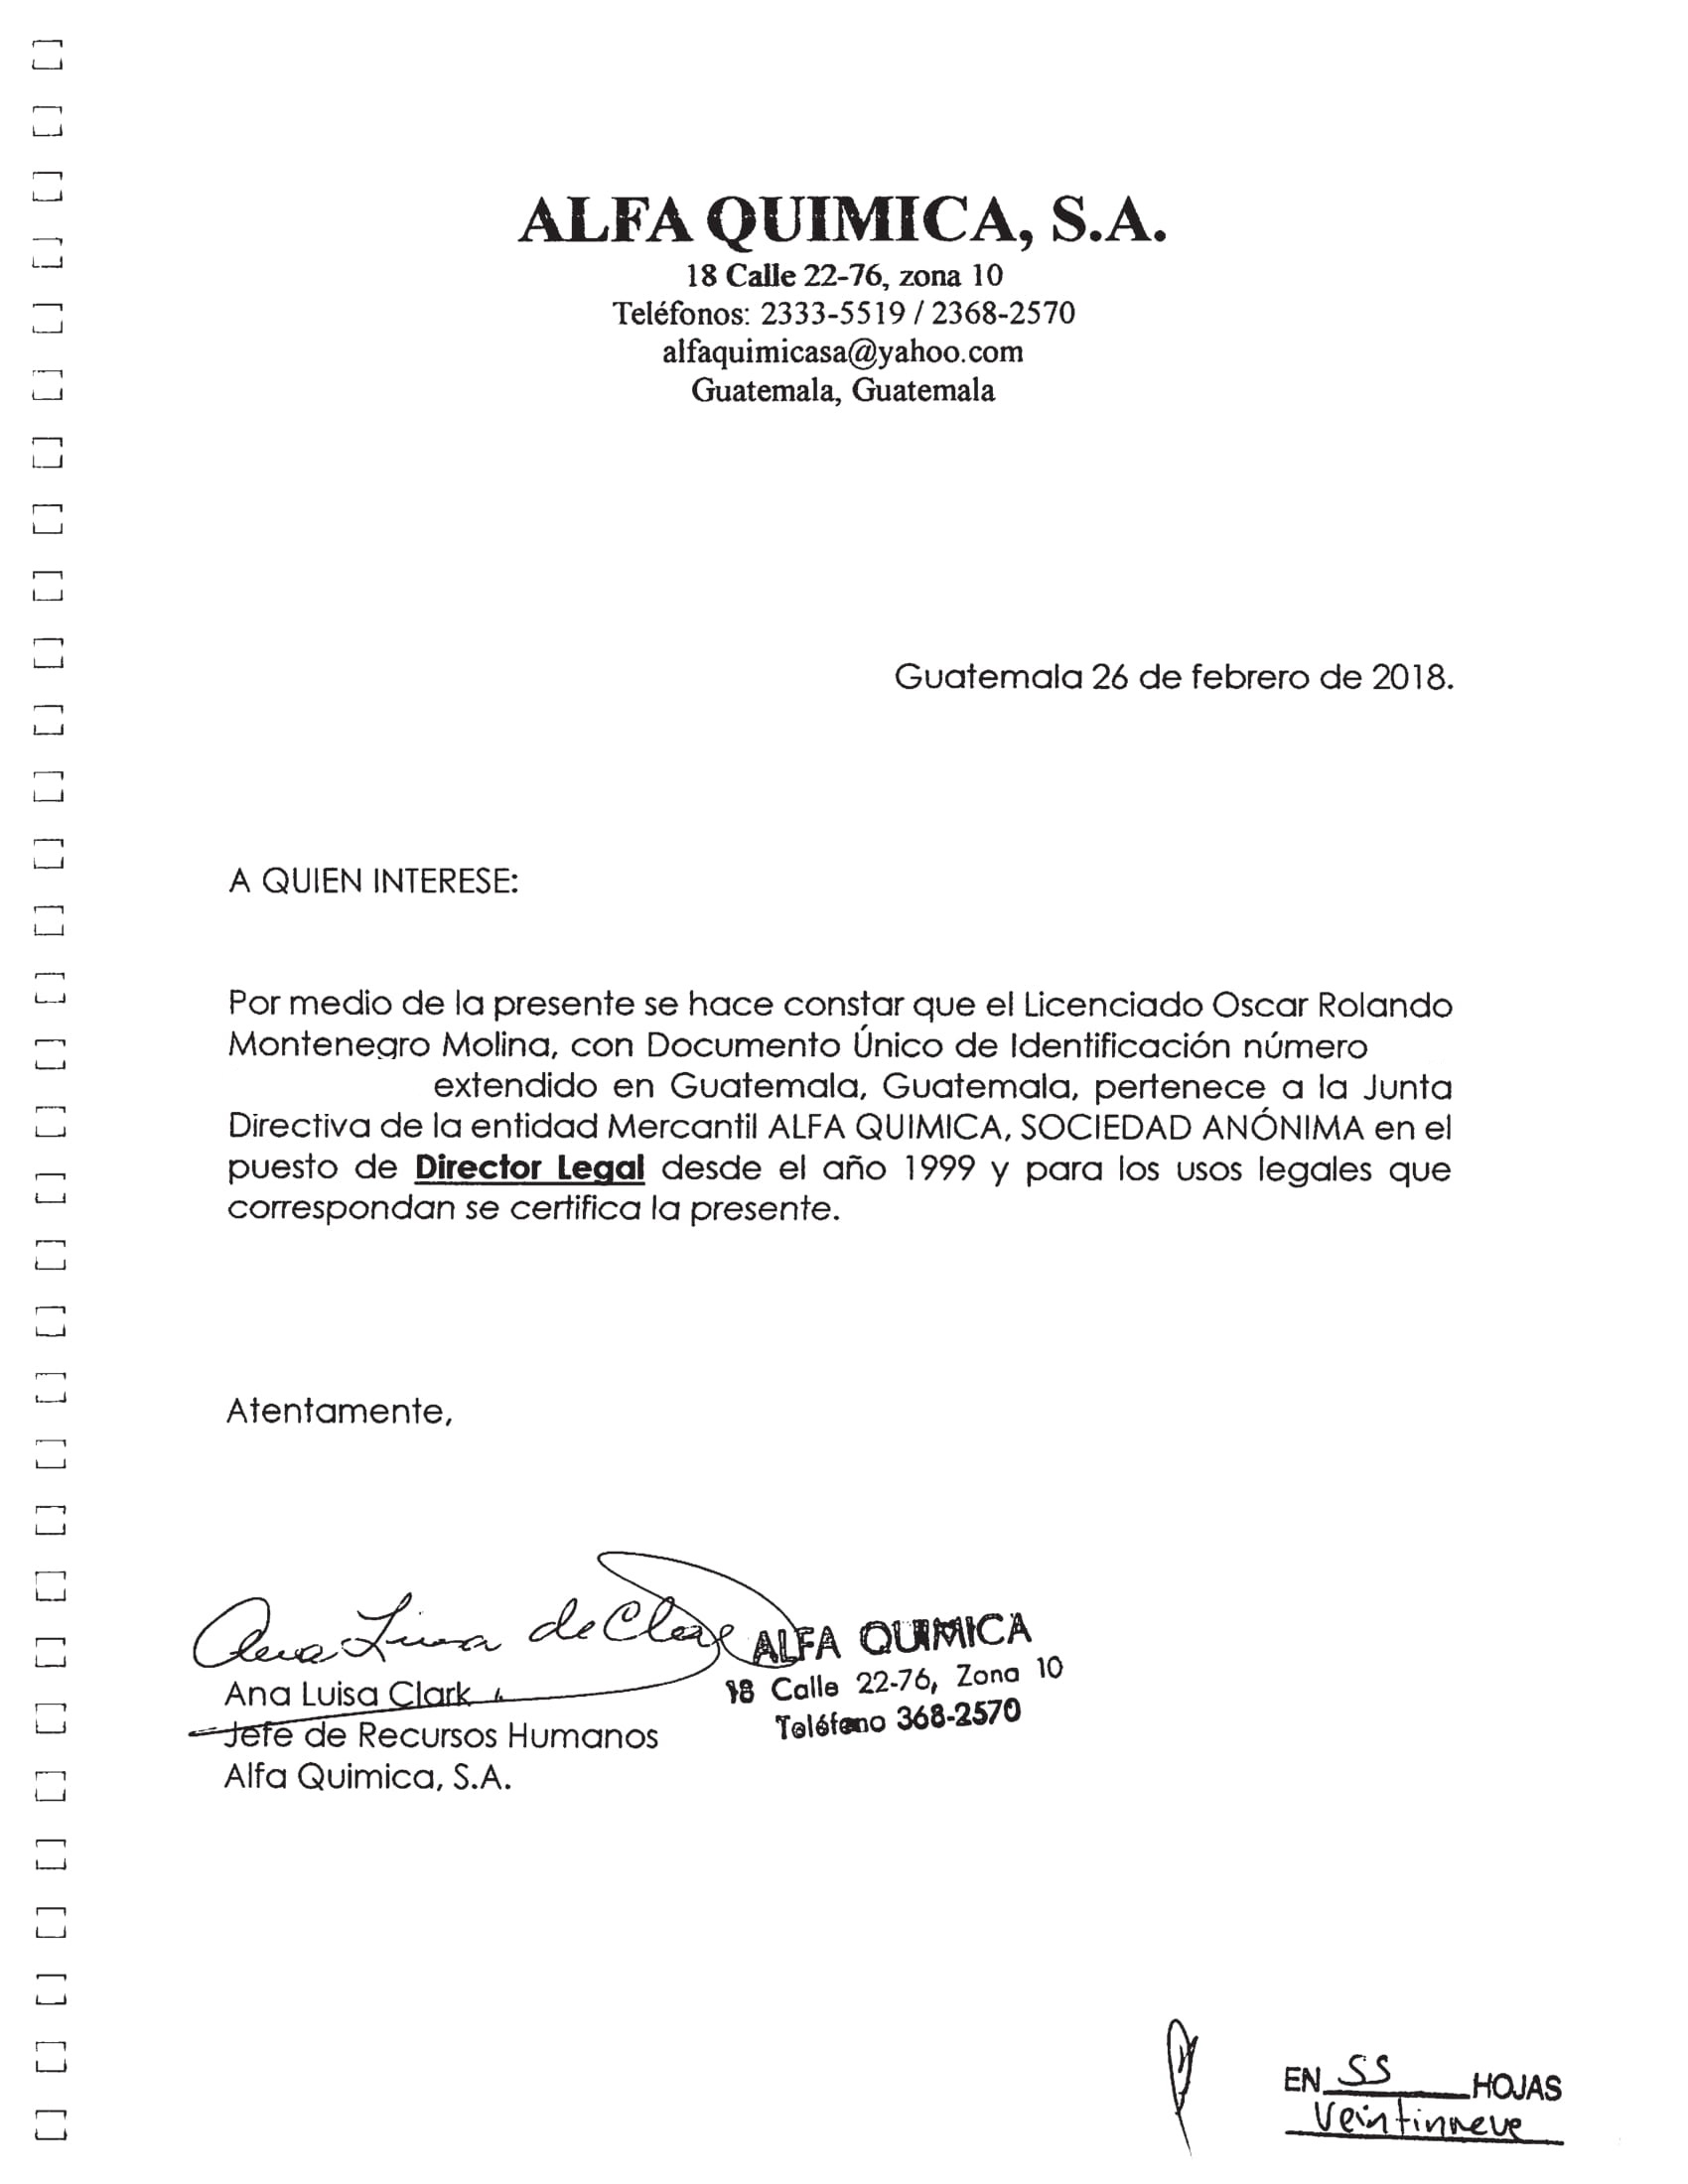 ALFA QUIMICA, S.A.
18 Calle 22-76, zona 10
Teléfonos: 2333-5519 / 2368-2570
alfaquimicasa@yahoo.com
Guatemala, Guatemala
Guatemala 26 de febrero de 2018.
A QUIEN INTERESE:
Por medio de la presente se hace constar que el Licenciado Oscar Rolando
Montenegro Molina, con Documento Único de Identificación número
extendido en Guatemala, Guatemala, pertenece a la Junta
Directiva de la entidad Mercantil ALFA QUIMICA, SOCIEDAD ANÓNIMA en el
puesto de Director Legal desde el año 1999 y para los usos legales que
correspondan se certifica la presente.
Atentamente,
Ana Luisa de Clark
ALFA QUIMICA
18 Calle 22-76, Zona 10
Teléfono 368-2570
Ana Luisa Clark
Jefe de Recursos Humanos
Alfa Quimica, S.A.
EN SS HOJAS
Veintinueve